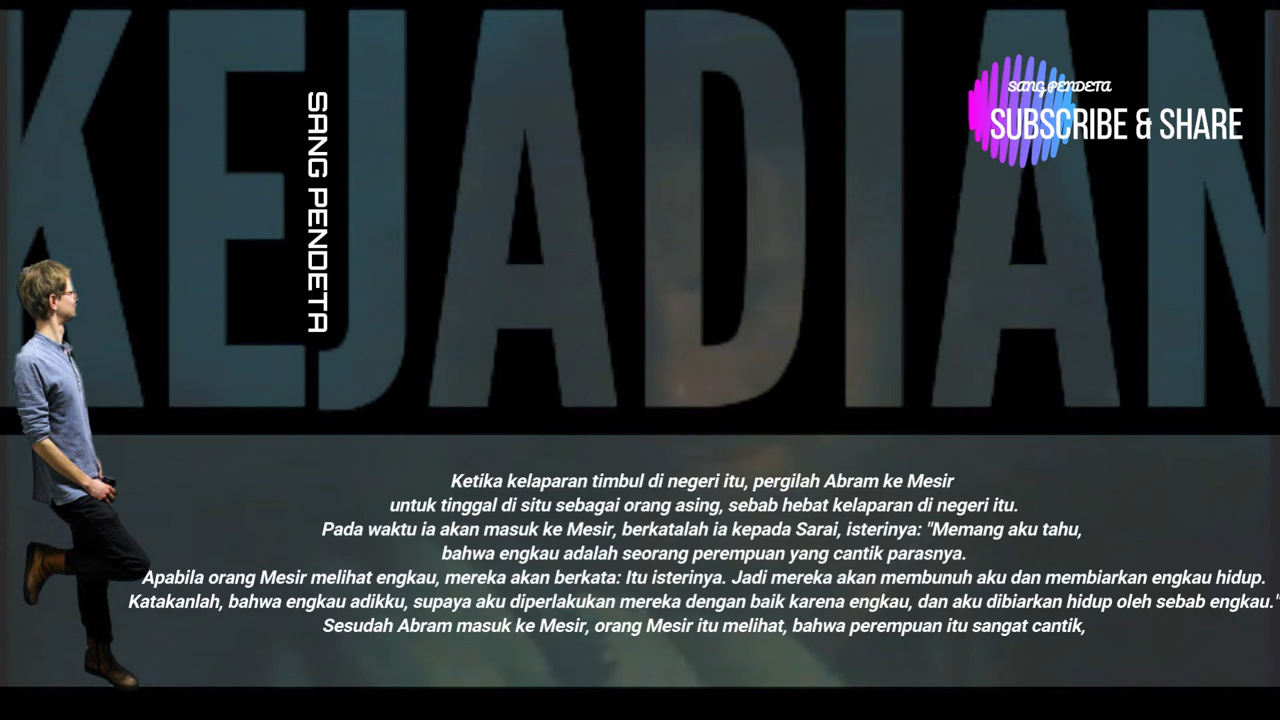 KEJADIAN
SANG PENDETA
SANG PENDETA
SUBSCRIBE & SHARE
Ketika kelaparan timbul di negeri itu, pergilah Abram ke Mesir
untuk tinggal di situ sebagai orang asing, sebab hebat kelaparan di negeri itu.
Pada waktu ia akan masuk ke Mesir, berkatalah ia kepada Sarai, isterinya: "Memang aku tahu,
bahwa engkau adalah seorang perempuan yang cantik parasnya.
Apabila orang Mesir melihat engkau, mereka akan berkata: Itu isterinya. Jadi mereka akan membunuh aku dan membiarkan engkau hidup.
Katakanlah, bahwa engkau adikku, supaya aku diperlakukan mereka dengan baik karena engkau, dan aku dibiarkan hidup oleh sebab engkau."
Sesudah Abram masuk ke Mesir, orang Mesir itu melihat, bahwa perempuan itu sangat cantik,